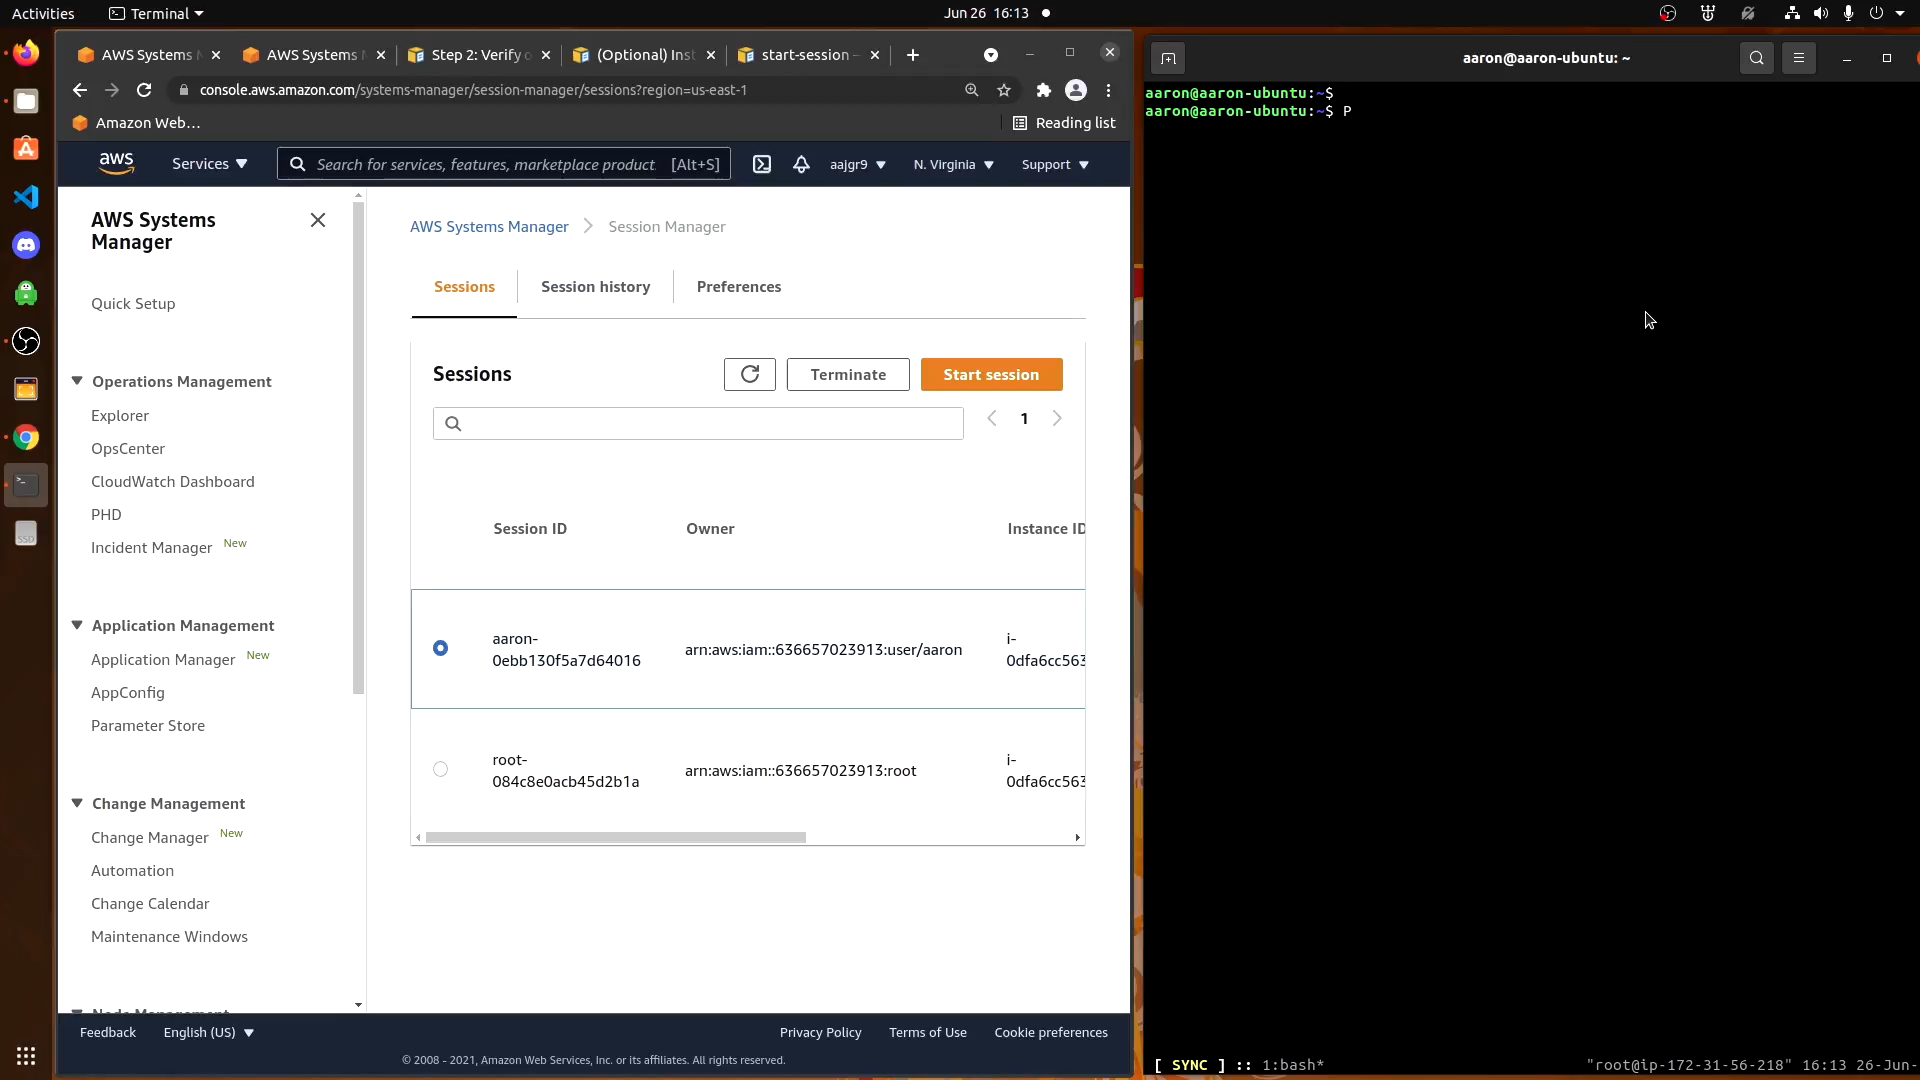 Activities
Terminal
Jun 26 16:13
AWS Systems
AWS Systems
Step 2: Verify
(Optional) Inst
start-session
console.aws.amazon.com/systems-manager/session-manager/sessions?region=us-east-1
Amazon Web…
Reading list
aws
Services
Search for services, features, marketplace product
[Alt+S]
aajgr9
N. Virginia
Support
AWS Systems
Manager
Quick Setup
Operations Management
Explorer
OpsCenter
CloudWatch Dashboard
PHD
Incident Manager New
Application Management
Application Manager New
AppConfig
Parameter Store
Change Management
Change Manager New
Automation
Change Calendar
Maintenance Windows
AWS Systems Manager
Session Manager
Sessions
Session history
Preferences
Sessions
Terminate
Start session
1
Session ID
Owner
Instance ID
aaron-
0ebb130f5a7d64016
arn:aws:iam::636657023913:user/aaron
i-
0dfa6cc563
root-
084c8e0acb45d2b1a
arn:aws:iam::636657023913:root
i-
0dfa6cc563
Feedback
English (US)
Privacy Policy
Terms of Use
Cookie preferences
© 2008 - 2021, Amazon Web Services, Inc. or its affiliates. All rights reserved.
aaron@aaron-ubuntu: ~
aaron@aaron-ubuntu:~$
aaron@aaron-ubuntu:~$ P
[ SYNC ] :: 1:bash*
"root@ip-172-31-56-218" 16:13 26-Jun-